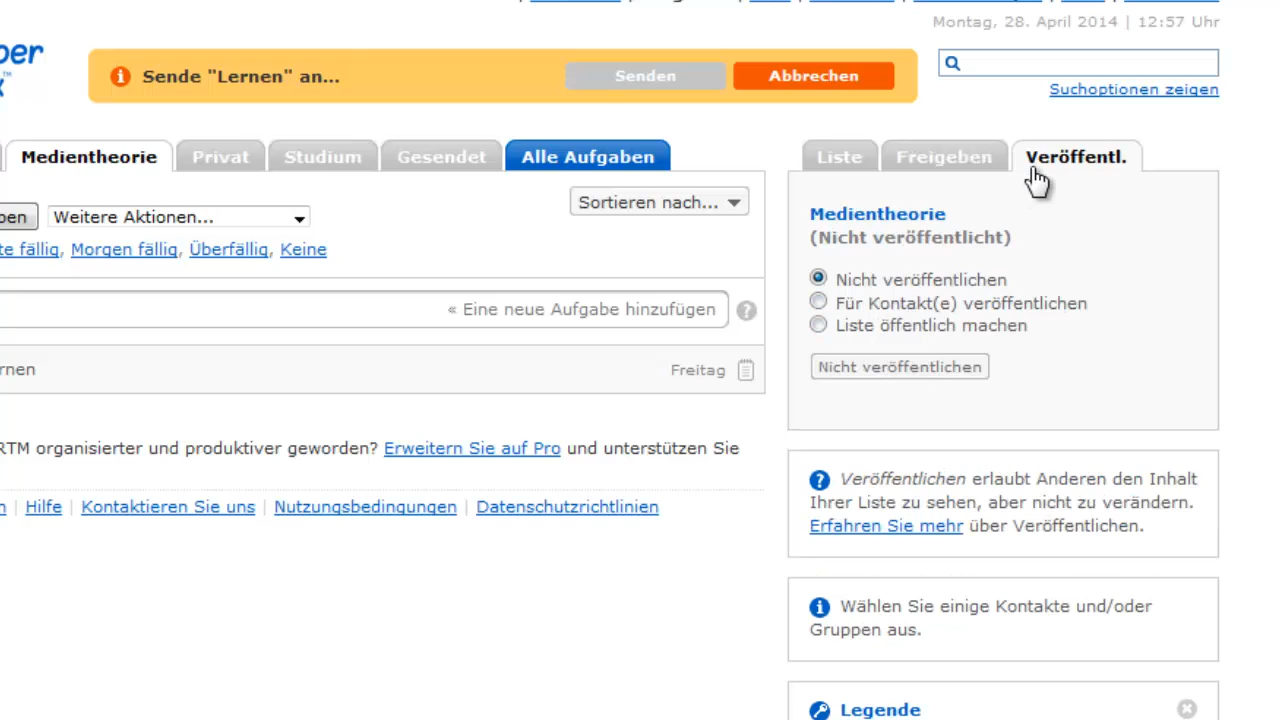 Montag, 28. April 2014 | 12:57 Uhr
Sende "Lernen" an...
Senden
Abbrechen
Suchoptionen zeigen
Medientheorie
Privat
Studium
Gesendet
Alle Aufgaben
Liste
Freigeben
Veröffentl.
Weitere Aktionen...
Sortieren nach...
te fällig, Morgen fällig, Überfällig, Keine
« Eine neue Aufgabe hinzufügen
rnen
Freitag
RTM organisierter und produktiver geworden? Erweitern Sie auf Pro und unterstützen Sie
n | Hilfe | Kontaktieren Sie uns | Nutzungsbedingungen | Datenschutzrichtlinien
Medientheorie
(Nicht veröffentlicht)
Nicht veröffentlichen
Für Kontakt(e) veröffentlichen
Liste öffentlich machen
Nicht veröffentlichen
Veröffentlichen erlaubt Anderen den Inhalt
Ihrer Liste zu sehen, aber nicht zu verändern.
Erfahren Sie mehr über Veröffentlichen.
Wählen Sie einige Kontakte und/oder
Gruppen aus.
Legende